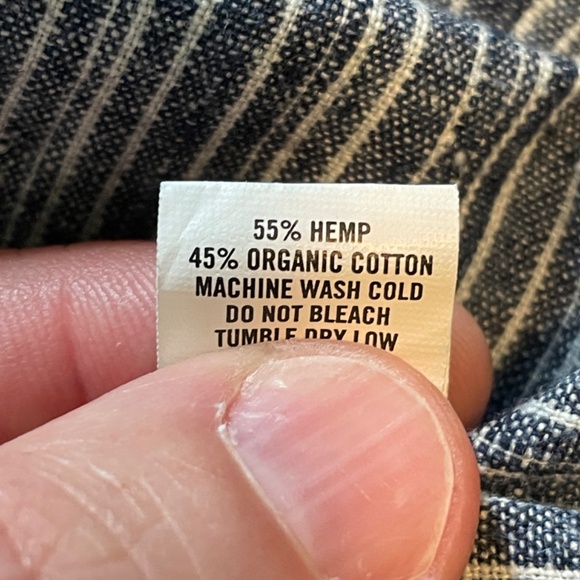 55% HEMP
45% ORGANIC COTTON
MACHINE WASH COLD
DO NOT BLEACH
TUMBLE DRY LOW